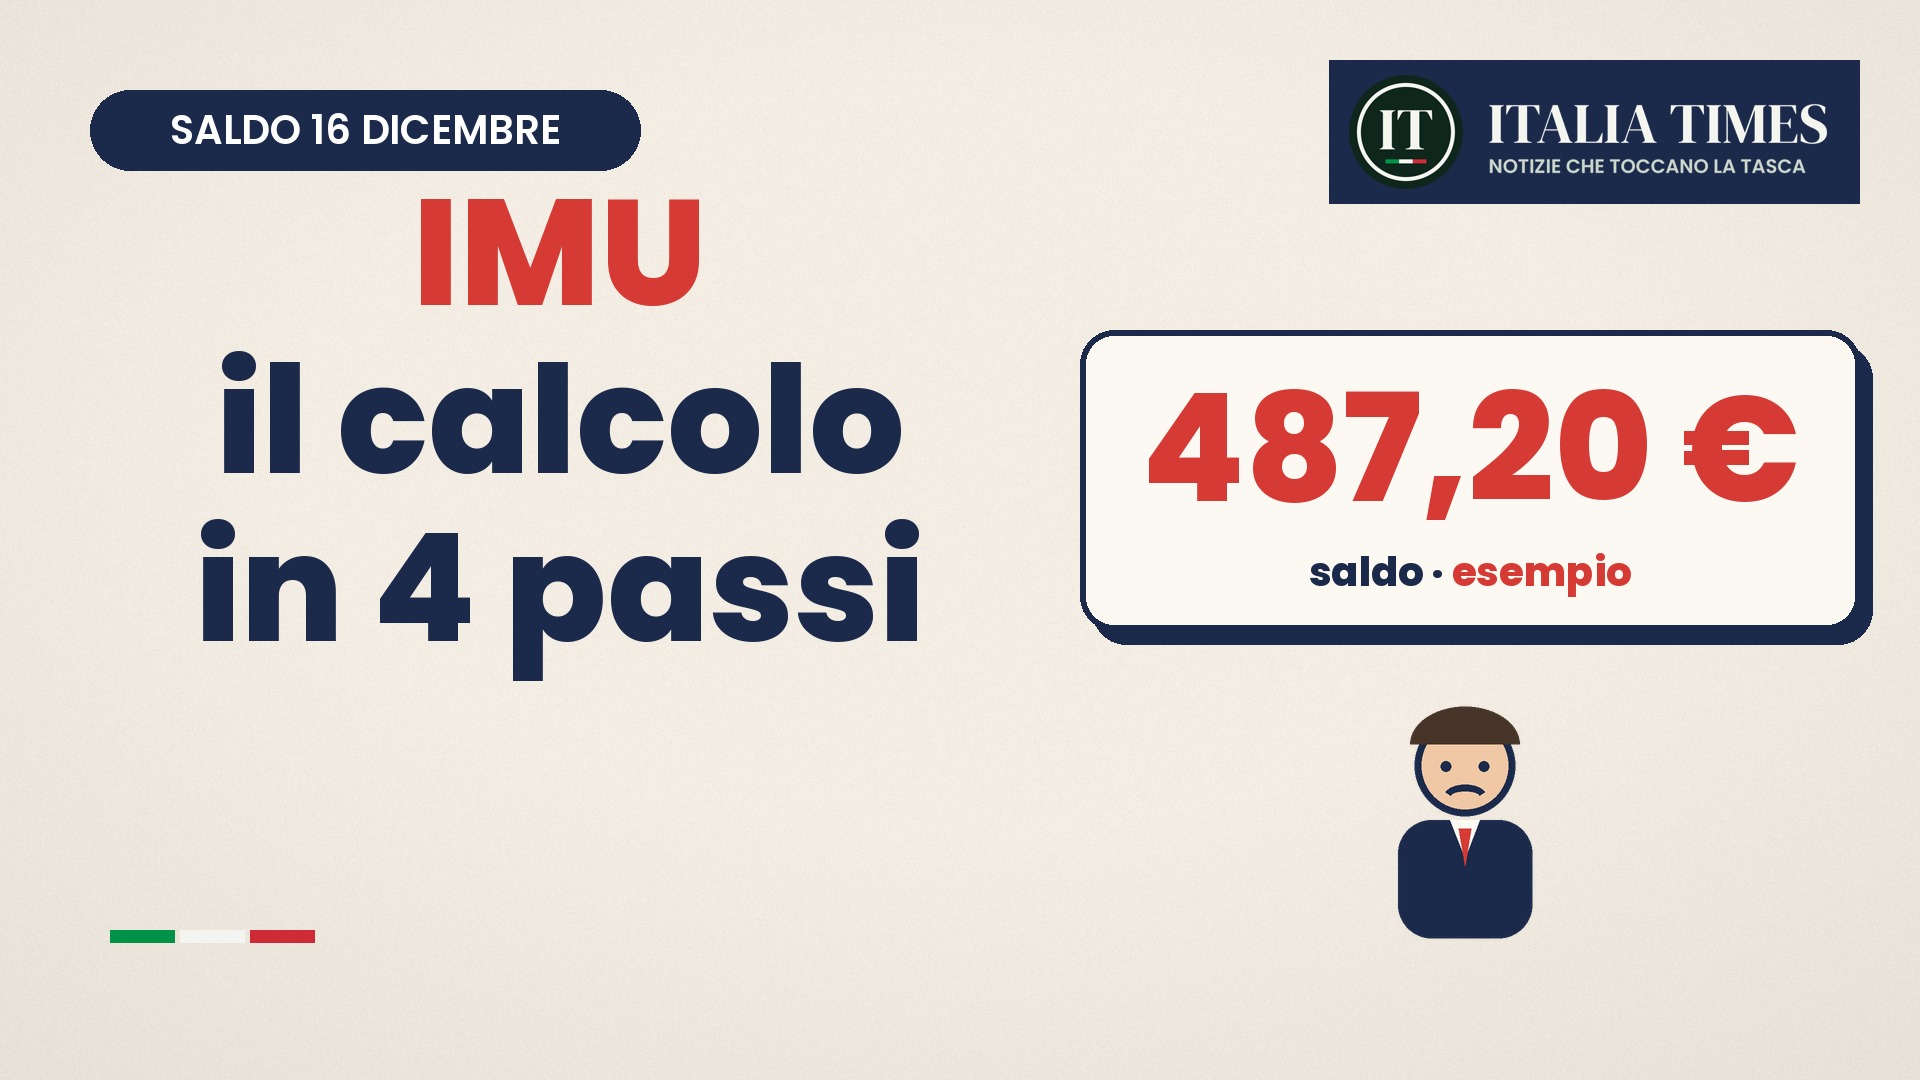 SALDO 16 DICEMBRE
IT
ITALIA TIMES
NOTIZIE CHE TOCCANO LA TASCA
IMU
il calcolo
in 4 passi
487,20 €
saldo · esempio